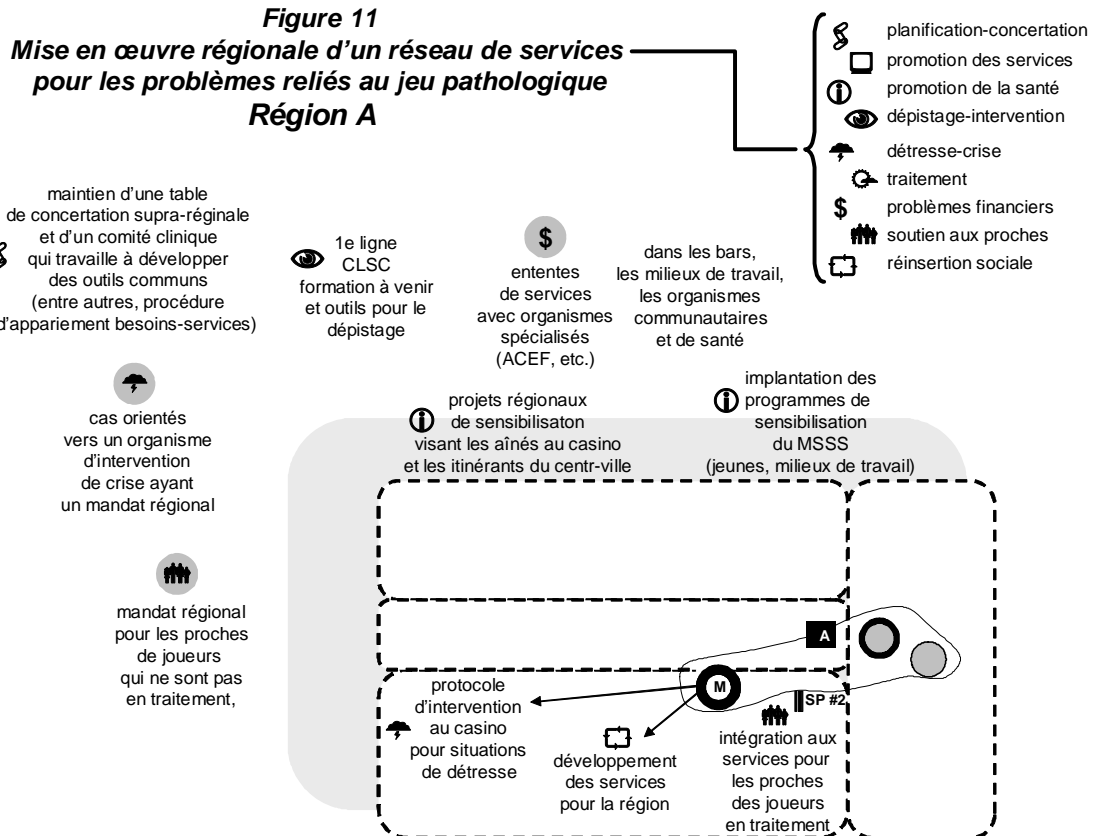 Figure 11
Mise en œuvre régionale d’un réseau de services
pour les problèmes reliés au jeu pathologique
Région A
planification-concertation
promotion des services
promotion de la santé
dépistage-intervention
détresse-crise
traitement
$ problèmes financiers
soutien aux proches
réinsertion sociale
maintien d’une table
de concertation supra-réginale
et d’un comité clinique
qui travaille à développer
des outils communs
(entre autres, procédure
d’appariement besoins-services)
1e ligne
CLSC
formation à venir
et outils pour le
dépistage
$
ententes
de services
avec organismes
spécialisés
(ACEF, etc.)
dans les bars,
les milieux de travail,
les organismes
communautaires
et de santé
cas orientés
vers un organisme
d’intervention
de crise ayant
un mandat régional
projets régionaux
de sensibilisaton
visant les aînés au casino
et les itinérants du centr-ville
implantation des
programmes de
sensibilisation
du MSSS
(jeunes, milieux de travail)
mandat régional
pour les proches
de joueurs
qui ne sont pas
en traitement,
A
M
SP #2
protocole
d’intervention
au casino
pour situations
de détresse
développement
des services
pour la région
intégration aux
services pour
les proches
des joueurs
en traitement